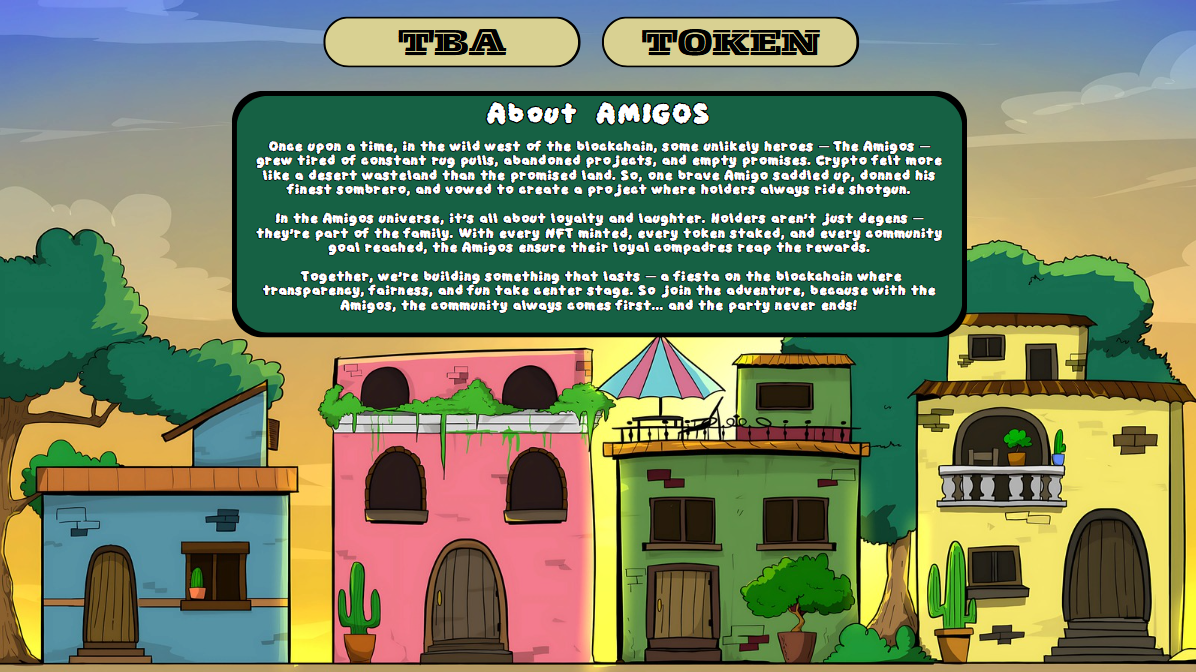 TBA
TOKEN
About AMIGOS
Once upon a time, in the wild west of the blockchain, some unlikely heroes — The Amigos —
grew tired of constant rug pulls, abandoned projects, and empty promises. Crypto felt more
like a desert wasteland than the promised land. So, one brave Amigo saddled up, donned his
finest sombrero, and vowed to create a project where holders always ride shotgun.
In the Amigos universe, it's all about loyalty and laughter. Holders aren't just degens —
they're part of the family. With every NFT minted, every token staked, and every community
goal reached, the Amigos ensure their loyal compadres reap the rewards.
Together, we're building something that lasts — a fiesta on the blockchain where
transparency, fairness, and fun take center stage. So join the adventure, because with the
Amigos, the community always comes first... and the party never ends!